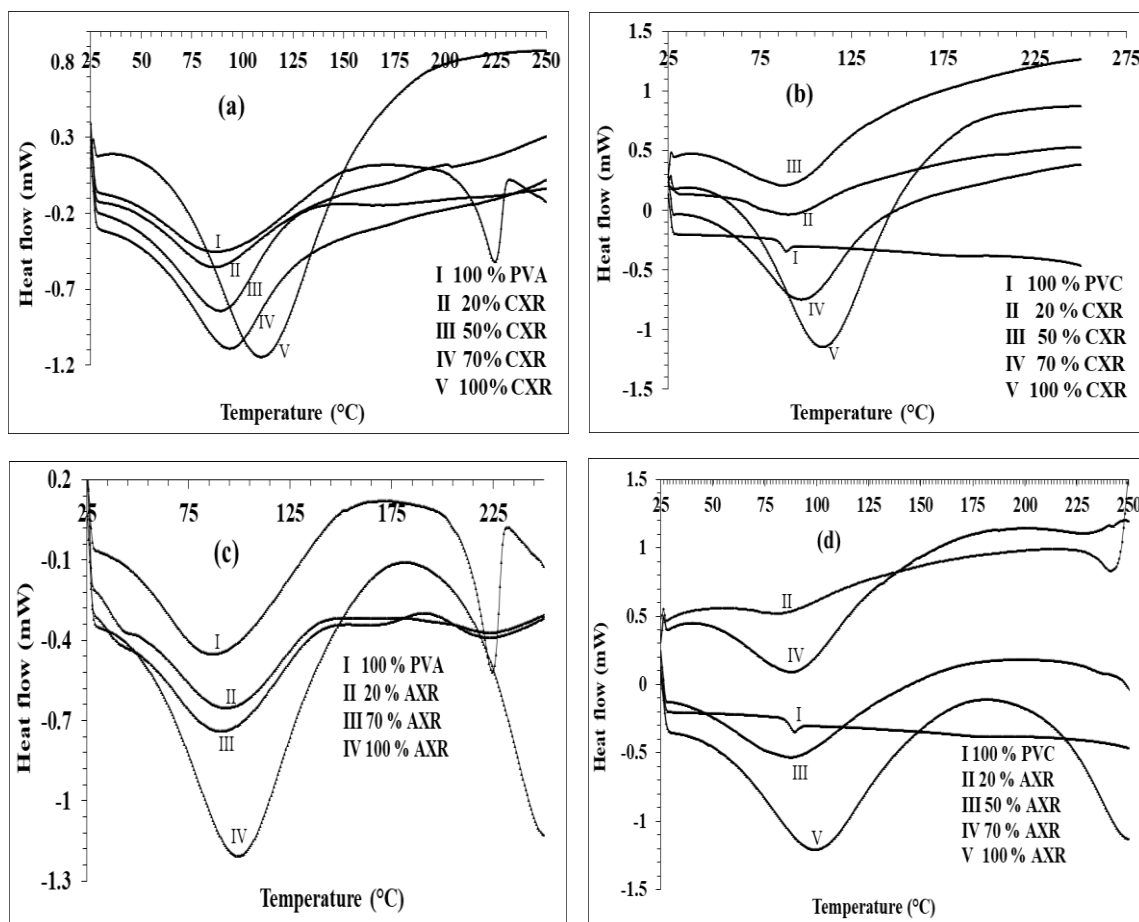 25 50 75 100 125 150 175 200 225 250
0.8
0.3
-0.2
-0.7
-1.2
Heat flow (mW)
(a)
I
II
III
IV
V
I 100 % PVA
II 20% CXR
III 50% CXR
IV 70% CXR
V 100% CXR
Temperature (°C)
1.5
1
0.5
0
-0.5
-1
-1.5
25 75 125 175 225 275
Heat flow (mW)
(b)
III
II
I
IV
V
I 100 % PVC
II 20 % CXR
III 50 % CXR
IV 70 % CXR
V 100 % CXR
Temperature (°C)
0.2
-0.1
-0.4
-0.7
-1
-1.3
25 75 125 175 225
Heat flow (mW)
(c)
I
II
III
IV
I 100 % PVA
II 20 % AXR
III 70 % AXR
IV 100 % AXR
Temperature (°C)
1.5
1
0.5
0
-0.5
-1
-1.5
25 50 75 100 125 150 175 200 225 250
Heat flow (mW)
(d)
II
IV
I
III
V
I 100 % PVC
II 20 % AXR
III 50 % AXR
IV 70 % AXR
V 100 % AXR
Temperature (°C)